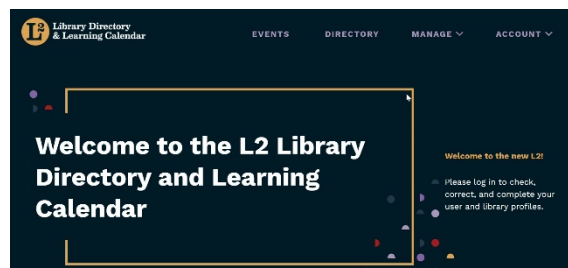 L2 Library Directory
& Learning Calendar
EVENTS DIRECTORY MANAGE ACCOUNT
Welcome to the L2 Library
Directory and Learning
Calendar
Welcome to the new L2!
Please log in to check,
correct, and complete your
user and library profiles.